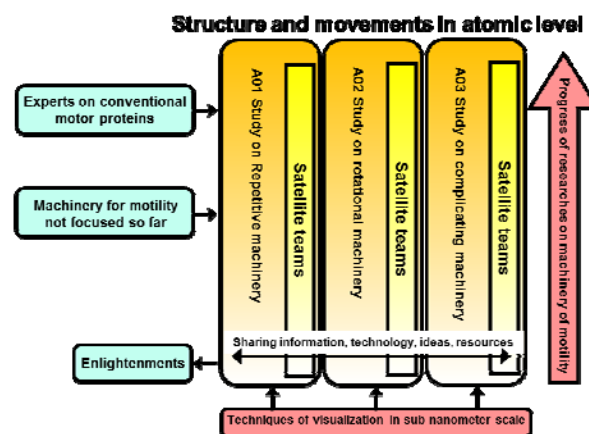 Structure and movements in atomic level
Experts on conventional
motor proteins
Machinery for motility
not focused so far
Enlightenments
A01 Study on Repetitive machinery
Satellite teams
A02 Study on rotational machinery
Satellite teams
A03 Study on complicating machinery
Satellite teams
Sharing information, technology, ideas, resources
Techniques of visualization in sub nanometer scale
Progress of researches on machinery of motility